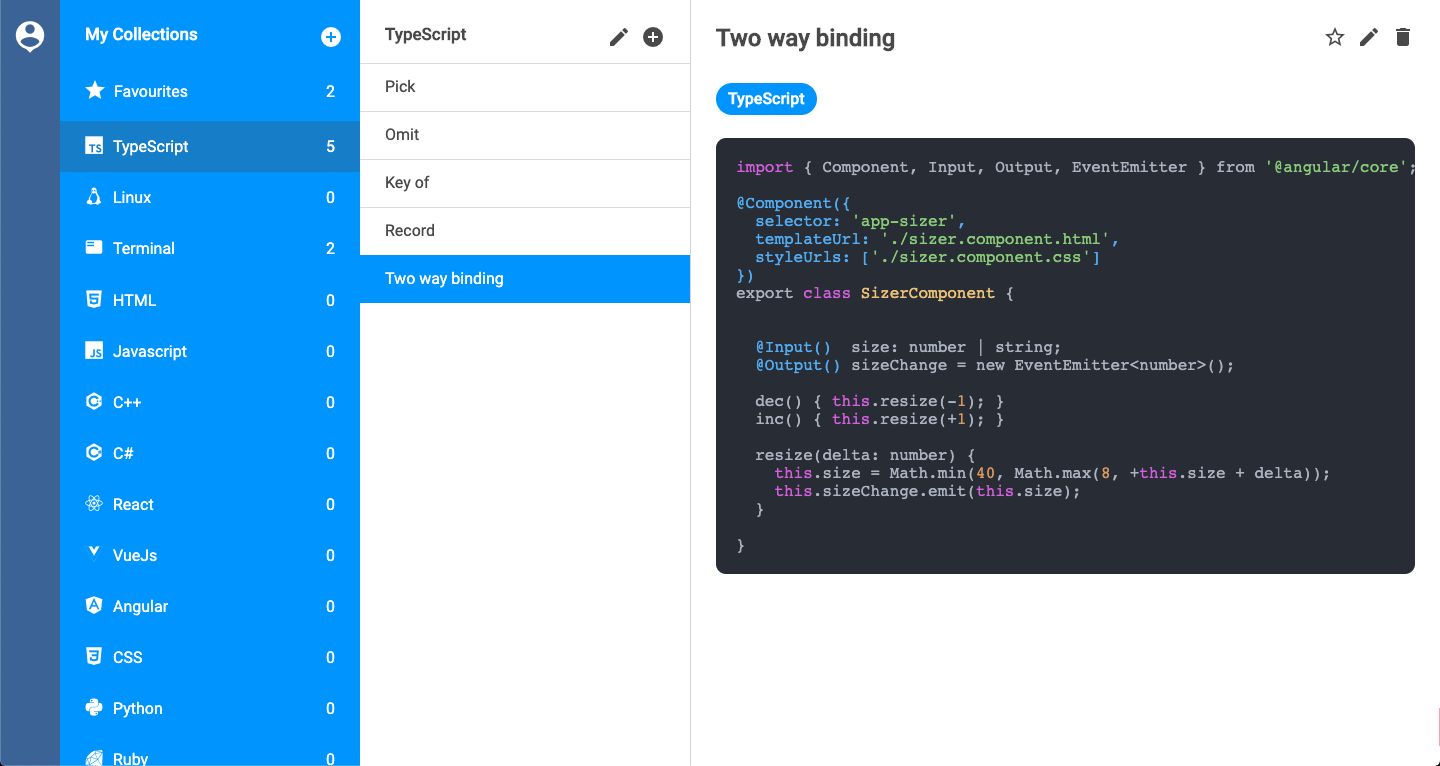 My Collections
Favourites 2
TS TypeScript 5
Linux 0
Terminal 2
HTML 0
JS Javascript 0
C++ 0
C# 0
React 0
VueJs 0
Angular 0
CSS 0
Python 0
Ruby 0
TypeScript
Pick
Omit
Key of
Record
Two way binding
Two way binding
TypeScript
import { Component, Input, Output, EventEmitter } from '@angular/core';
@Component({
  selector: 'app-sizer',
  templateUrl: './sizer.component.html',
  styleUrls: ['./sizer.component.css']
})
export class SizerComponent {
  @Input()  size: number | string;
  @Output() sizeChange = new EventEmitter<number>();
  dec() { this.resize(-1); }
  inc() { this.resize(+1); }
  resize(delta: number) {
    this.size = Math.min(40, Math.max(8, +this.size + delta));
    this.sizeChange.emit(this.size);
  }
}